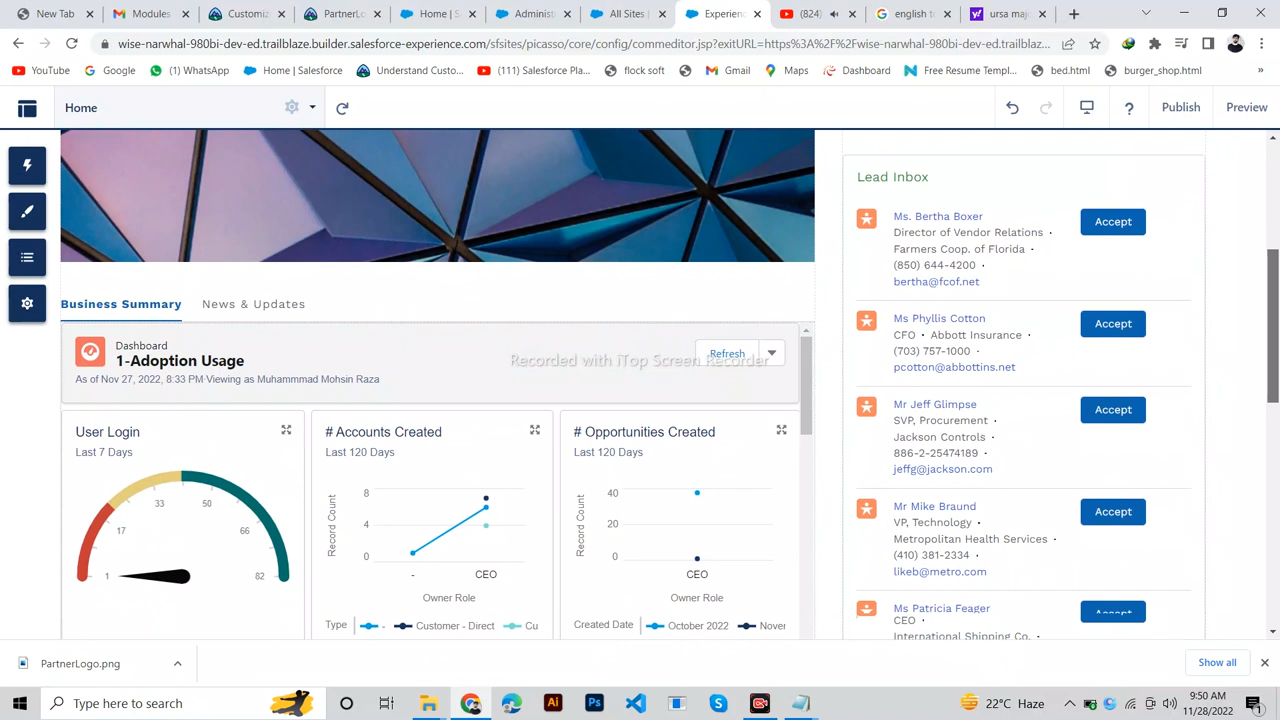 New Tab
Modules
Customiz
PartnerLo
Home | S
Administr
All Sites |
Experienc
(824)
english to
ursa maj
wise-narwhal-980bi-dev-ed.trailblaze.builder.salesforce-experience.com/sfsites/picasso/core/config/commeditor.jsp?exitURL=https%3A%2F%2Fwise-narwhal-980bi-dev-ed.trailblaze...
YouTube
Google
(1) WhatsApp
Home | Salesforce
Understand Custo...
(111) Salesforce Pla...
flock soft
Gmail
Maps
Dashboard
Free Resume Templ...
bed.html
burger_shop.html
»
Home
?
Publish
Preview
Business Summary
News & Updates
Dashboard
1-Adoption Usage
As of Nov 27, 2022, 8:33 PM·Viewing as Muhammmad Mohsin Raza
Refresh
Recorded with iTop Screen Recorder
User Login
Last 7 Days
1
17
33
50
66
82
# Accounts Created
Last 120 Days
Record Count
8
4
0
-
CEO
Owner Role
Type
-
Customer - Direct
Cu
# Opportunities Created
Last 120 Days
Record Count
40
20
0
CEO
Owner Role
Created Date
October 2022
Nover
Lead Inbox
Ms. Bertha Boxer
Director of Vendor Relations ·
Farmers Coop. of Florida ·
(850) 644-4200 ·
bertha@fcof.net
Accept
Ms Phyllis Cotton
CFO · Abbott Insurance ·
(703) 757-1000 ·
pcotton@abbottins.net
Accept
Mr Jeff Glimpse
SVP, Procurement ·
Jackson Controls ·
886-2-25474189 ·
jeffg@jackson.com
Accept
Mr Mike Braund
VP, Technology ·
Metropolitan Health Services ·
(410) 381-2334 ·
likeb@metro.com
Accept
Ms Patricia Feager
CEO ·
International Shipping Co. ·
Accept
PartnerLogo.png
Show all
Type here to search
22°C Haze
9:50 AM
11/28/2022
1